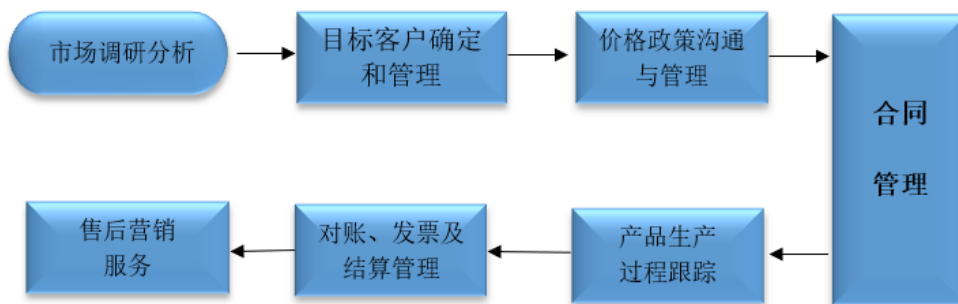 市场调研分析
目标客户确定
和管理
价格政策沟通
与管理
合同
管理
产品生产
过程跟踪
对账、发票及
结算管理
售后营销
服务